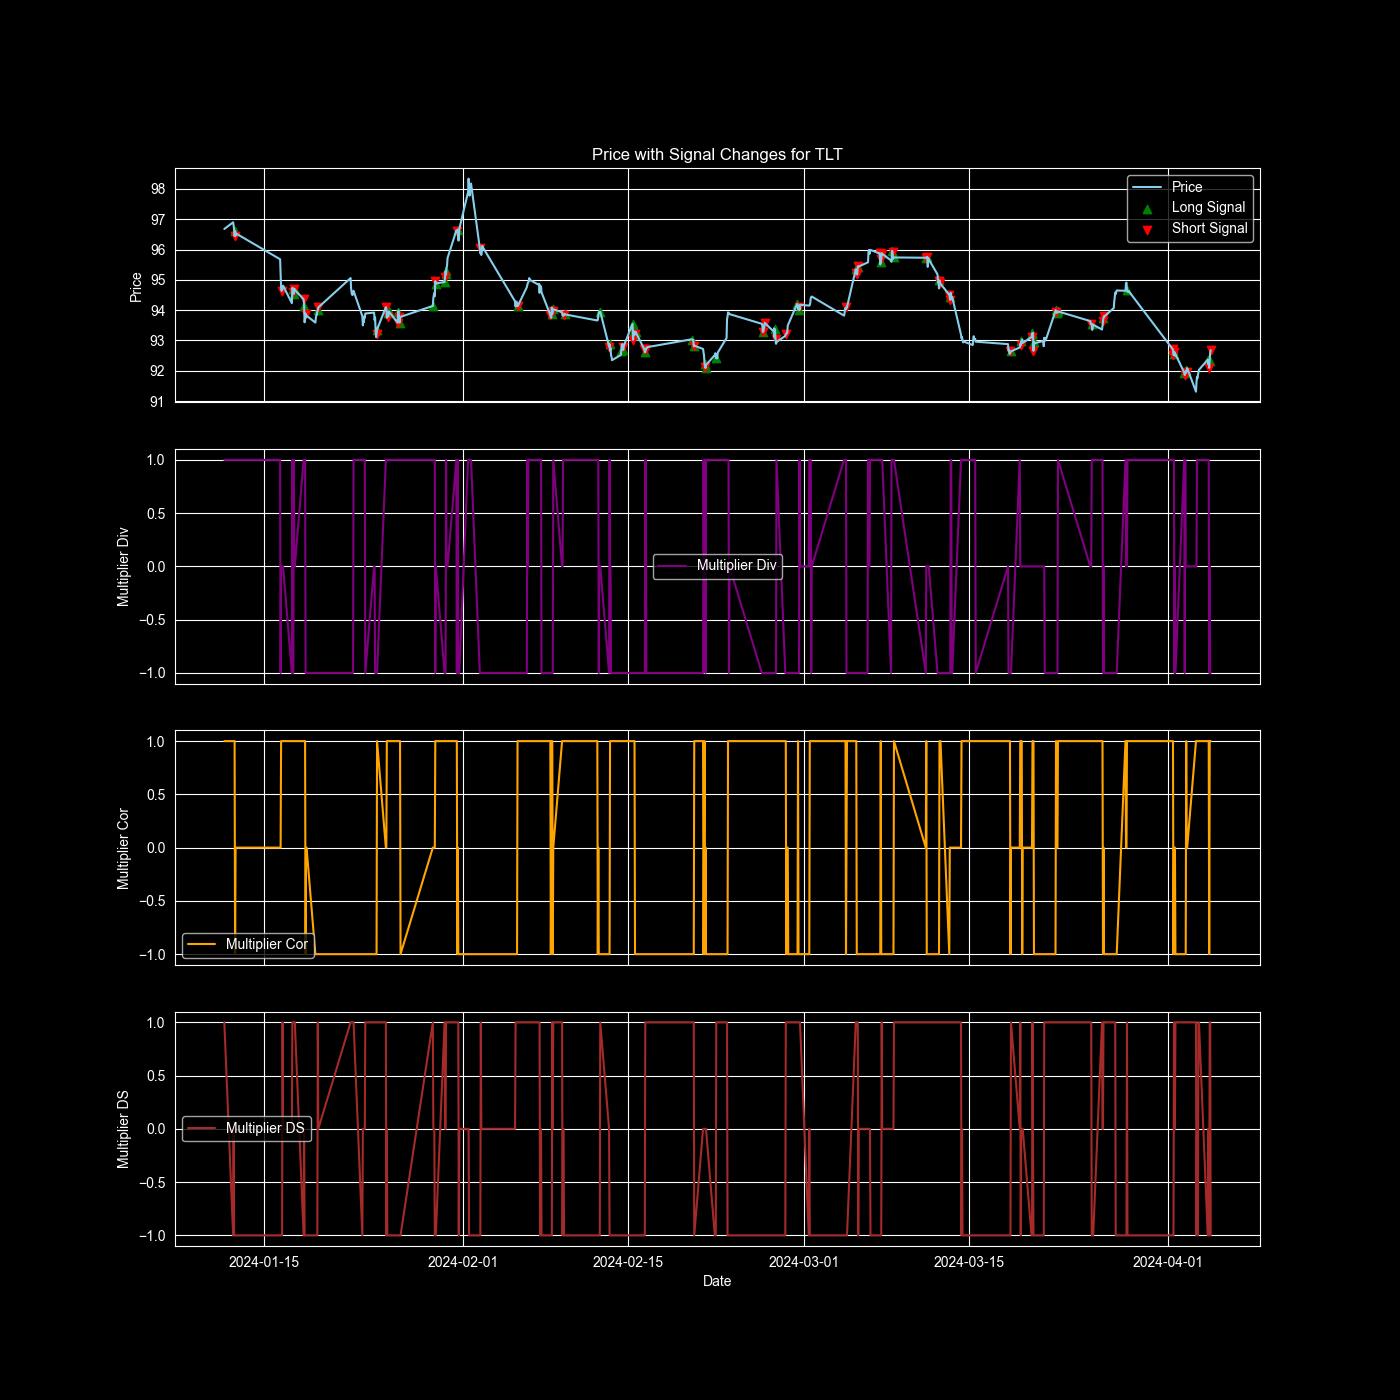 Price with Signal Changes for TLT
98
97
96
95
94
93
92
91
Price
Price
Long Signal
Short Signal
1.0
0.5
0.0
−0.5
−1.0
Multiplier Div
Multiplier Div
1.0
0.5
0.0
−0.5
−1.0
Multiplier Cor
Multiplier Cor
1.0
0.5
0.0
−0.5
−1.0
Multiplier DS
Multiplier DS
2024-01-15
2024-02-01
2024-02-15
2024-03-01
2024-03-15
2024-04-01
Date